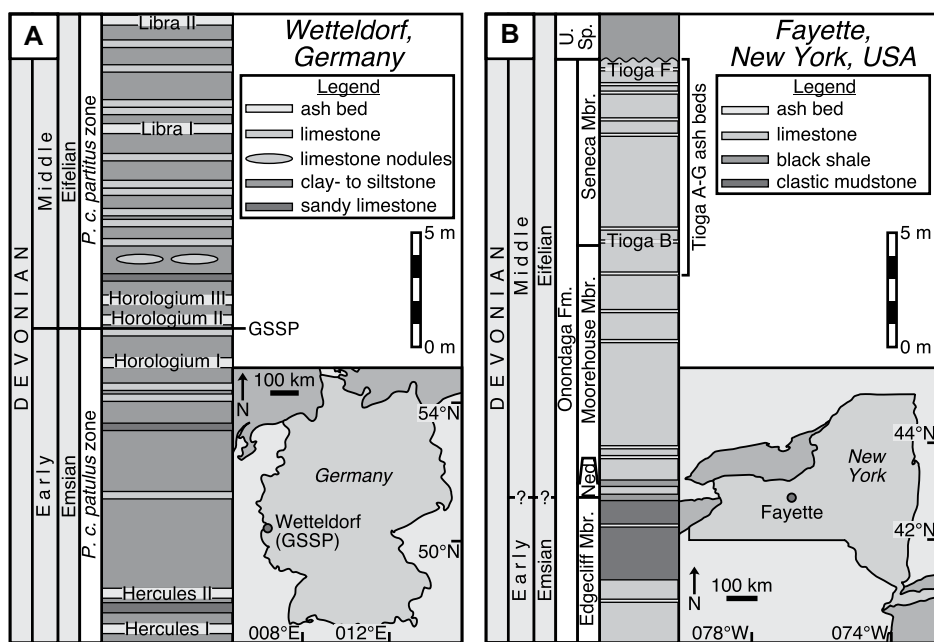 A
Wetteldorf,
Germany
Legend
ash bed
limestone
limestone nodules
clay- to siltstone
sandy limestone
5 m
0 m
DEVONIAN
Middle
Early
Eifelian
Emsian
P. c. partitus zone
P. c. patulus zone
Libra II
Libra I
Horologium III
Horologium II
GSSP
Horologium I
Hercules II
Hercules I
100 km
N
54°N
Germany
Wetteldorf
(GSSP)
50°N
008°E
012°E
B
Fayette,
New York, USA
Legend
ash bed
limestone
black shale
clastic mudstone
5 m
0 m
DEVONIAN
Middle
Early
Eifelian
Emsian
-?-
-?-
U.
Sp.
Onondaga Fm.
Seneca Mbr.
Moorehouse Mbr.
Ned
Edgecliff Mbr.
Tioga F
Tioga B
Tioga A-G ash beds
44°N
New
York
Fayette
42°N
N
100 km
078°W
074°W